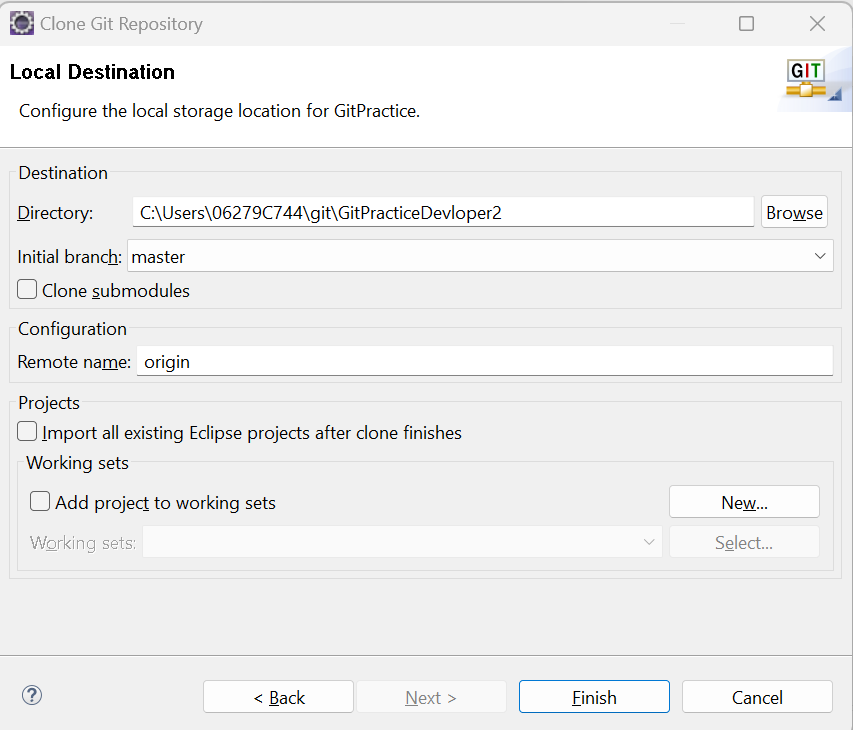 Clone Git Repository
Local Destination
GIT
Configure the local storage location for GitPractice.
Destination
Directory: C:\Users\06279C744\git\GitPracticeDevloper2 Browse
Initial branch: master
Clone submodules
Configuration
Remote name: origin
Projects
Import all existing Eclipse projects after clone finishes
Working sets
Add project to working sets New...
Working sets: Select...
? < Back Next > Finish Cancel